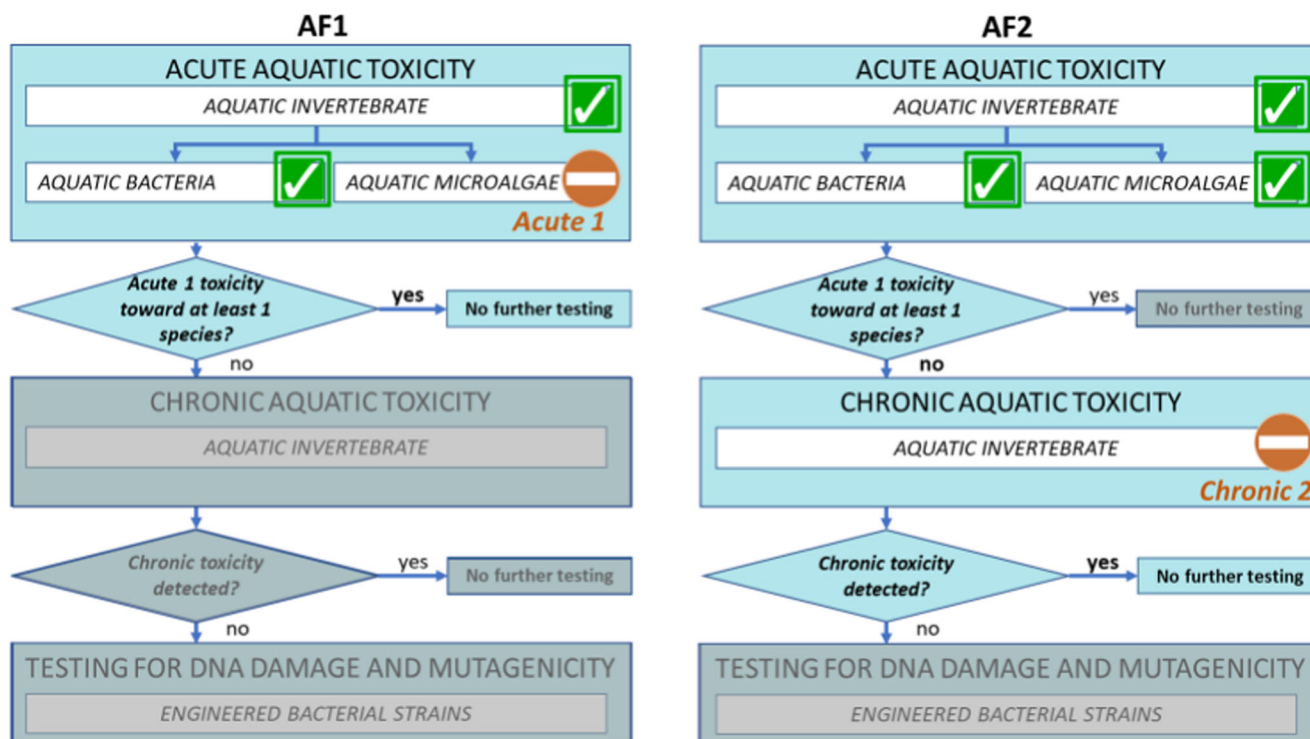 AF1
ACUTE AQUATIC TOXICITY
AQUATIC INVERTEBRATE
AQUATIC BACTERIA
AQUATIC MICROALGAE
Acute 1
Acute 1 toxicity
toward at least 1
species?
yes
No further testing
no
CHRONIC AQUATIC TOXICITY
AQUATIC INVERTEBRATE
Chronic toxicity
detected?
yes
No further testing
no
TESTING FOR DNA DAMAGE AND MUTAGENICITY
ENGINEERED BACTERIAL STRAINS
AF2
ACUTE AQUATIC TOXICITY
AQUATIC INVERTEBRATE
AQUATIC BACTERIA
AQUATIC MICROALGAE
Acute 1 toxicity
toward at least 1
species?
yes
No further testing
no
CHRONIC AQUATIC TOXICITY
AQUATIC INVERTEBRATE
Chronic 2
Chronic toxicity
detected?
yes
No further testing
no
TESTING FOR DNA DAMAGE AND MUTAGENICITY
ENGINEERED BACTERIAL STRAINS